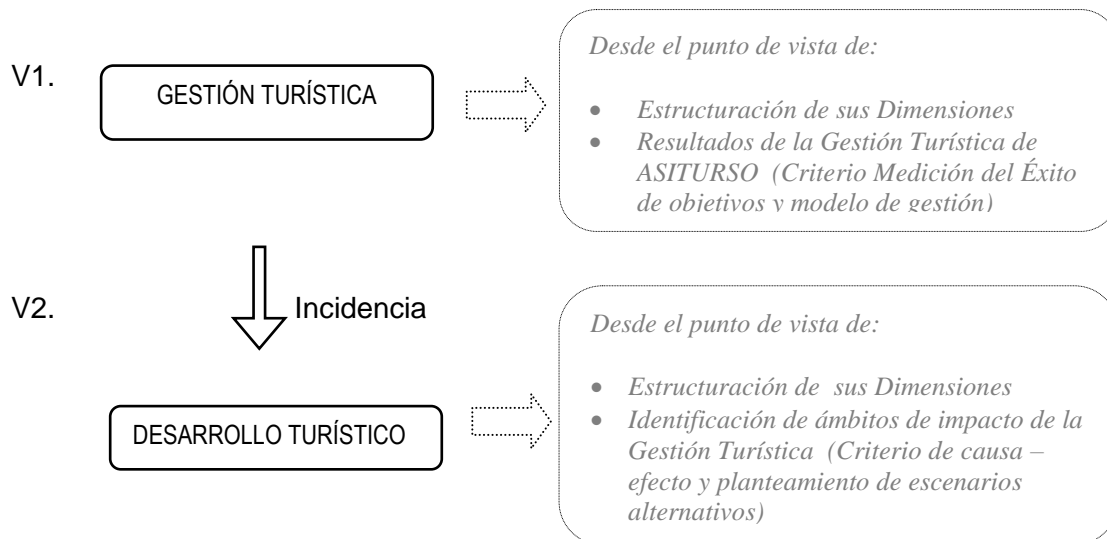 Desde el punto de vista de:
V1.
GESTIÓN TURÍSTICA
• Estructuración de sus Dimensiones
• Resultados de la Gestión Turística de
ASITURSO (Criterio Medición del Éxito
de objetivos y modelo de gestión)
V2.
Incidencia
Desde el punto de vista de:
DESARROLLO TURÍSTICO
• Estructuración de sus Dimensiones
• Identificación de ámbitos de impacto de la
Gestión Turística (Criterio de causa –
efecto y planteamiento de escenarios
alternativos)